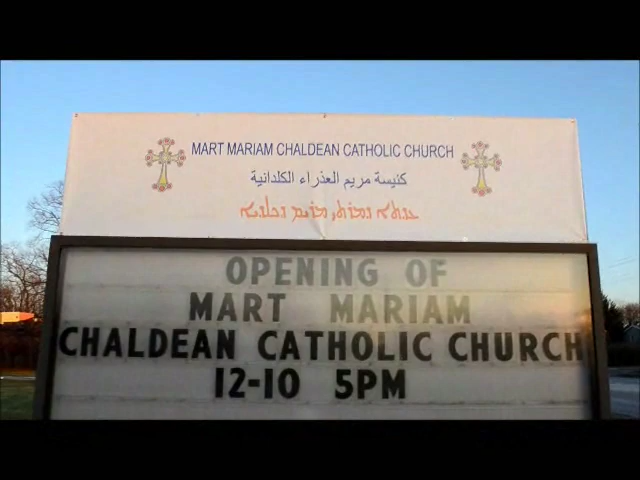 MART MARIAM CHALDEAN CATHOLIC CHURCH
كنيسة مريم العذراء الكلدانية
OPENING OF
MART MARIAM
CHALDEAN CATHOLIC CHURCH
12-10 5PM